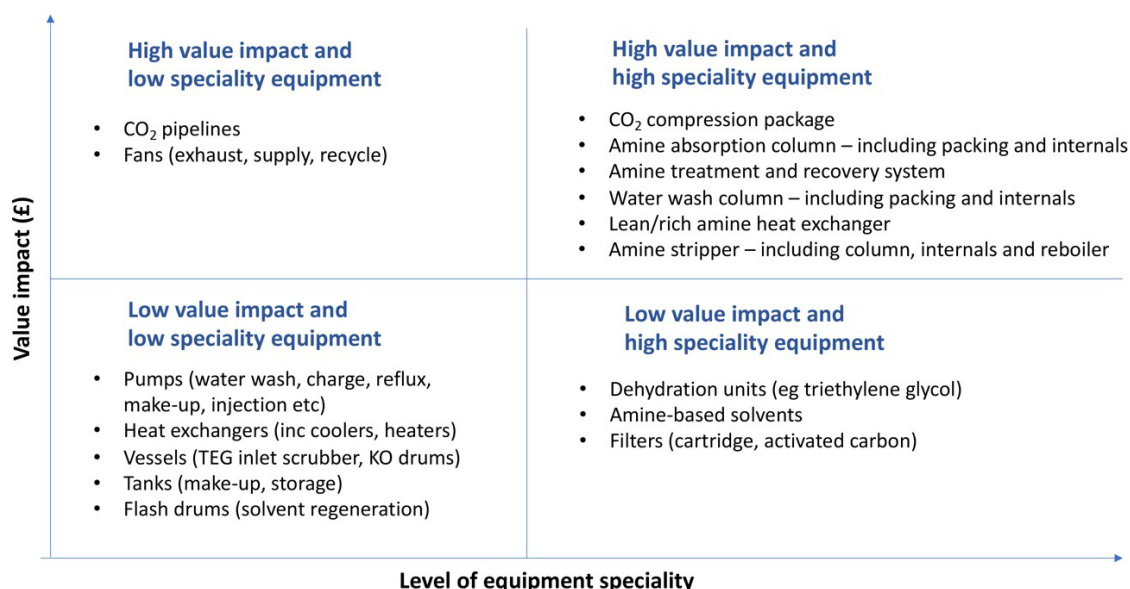 High value impact and
low speciality equipment
• CO₂ pipelines
• Fans (exhaust, supply, recycle)
High value impact and
high speciality equipment
• CO₂ compression package
• Amine absorption column – including packing and internals
• Amine treatment and recovery system
• Water wash column – including packing and internals
• Lean/rich amine heat exchanger
• Amine stripper – including column, internals and reboiler
Value impact (£)
Low value impact and
low speciality equipment
• Pumps (water wash, charge, reflux,
make-up, injection etc)
• Heat exchangers (inc coolers, heaters)
• Vessels (TEG inlet scrubber, KO drums)
• Tanks (make-up, storage)
• Flash drums (solvent regeneration)
Low value impact and
high speciality equipment
• Dehydration units (eg triethylene glycol)
• Amine-based solvents
• Filters (cartridge, activated carbon)
Level of equipment speciality